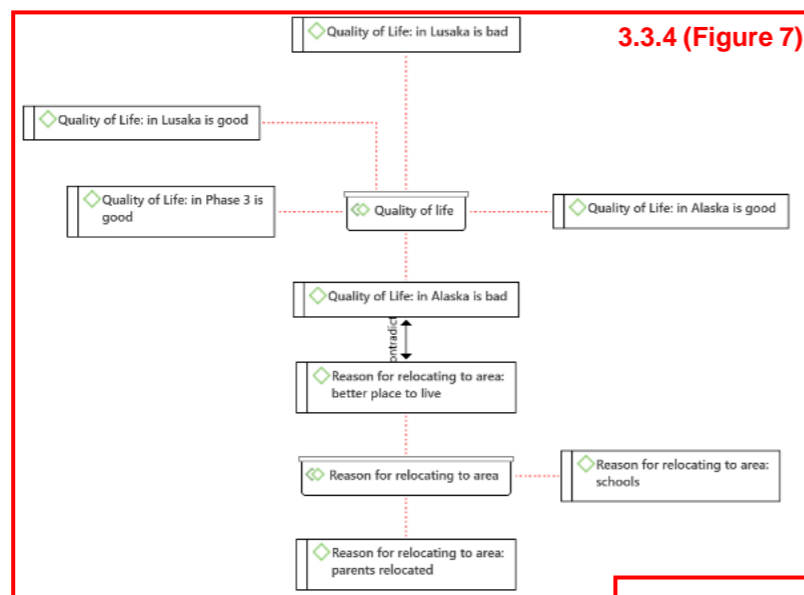 Quality of Life: in Lusaka is bad
3.3.4 (Figure 7)
Quality of Life: in Lusaka is good
Quality of Life: in Phase 3 is
good
Quality of life
Quality of Life: in Alaska is good
Quality of Life: in Alaska is bad
ontradict
Reason for relocating to area:
better place to live
Reason for relocating to area
Reason for relocating to area:
schools
Reason for relocating to area:
parents relocated